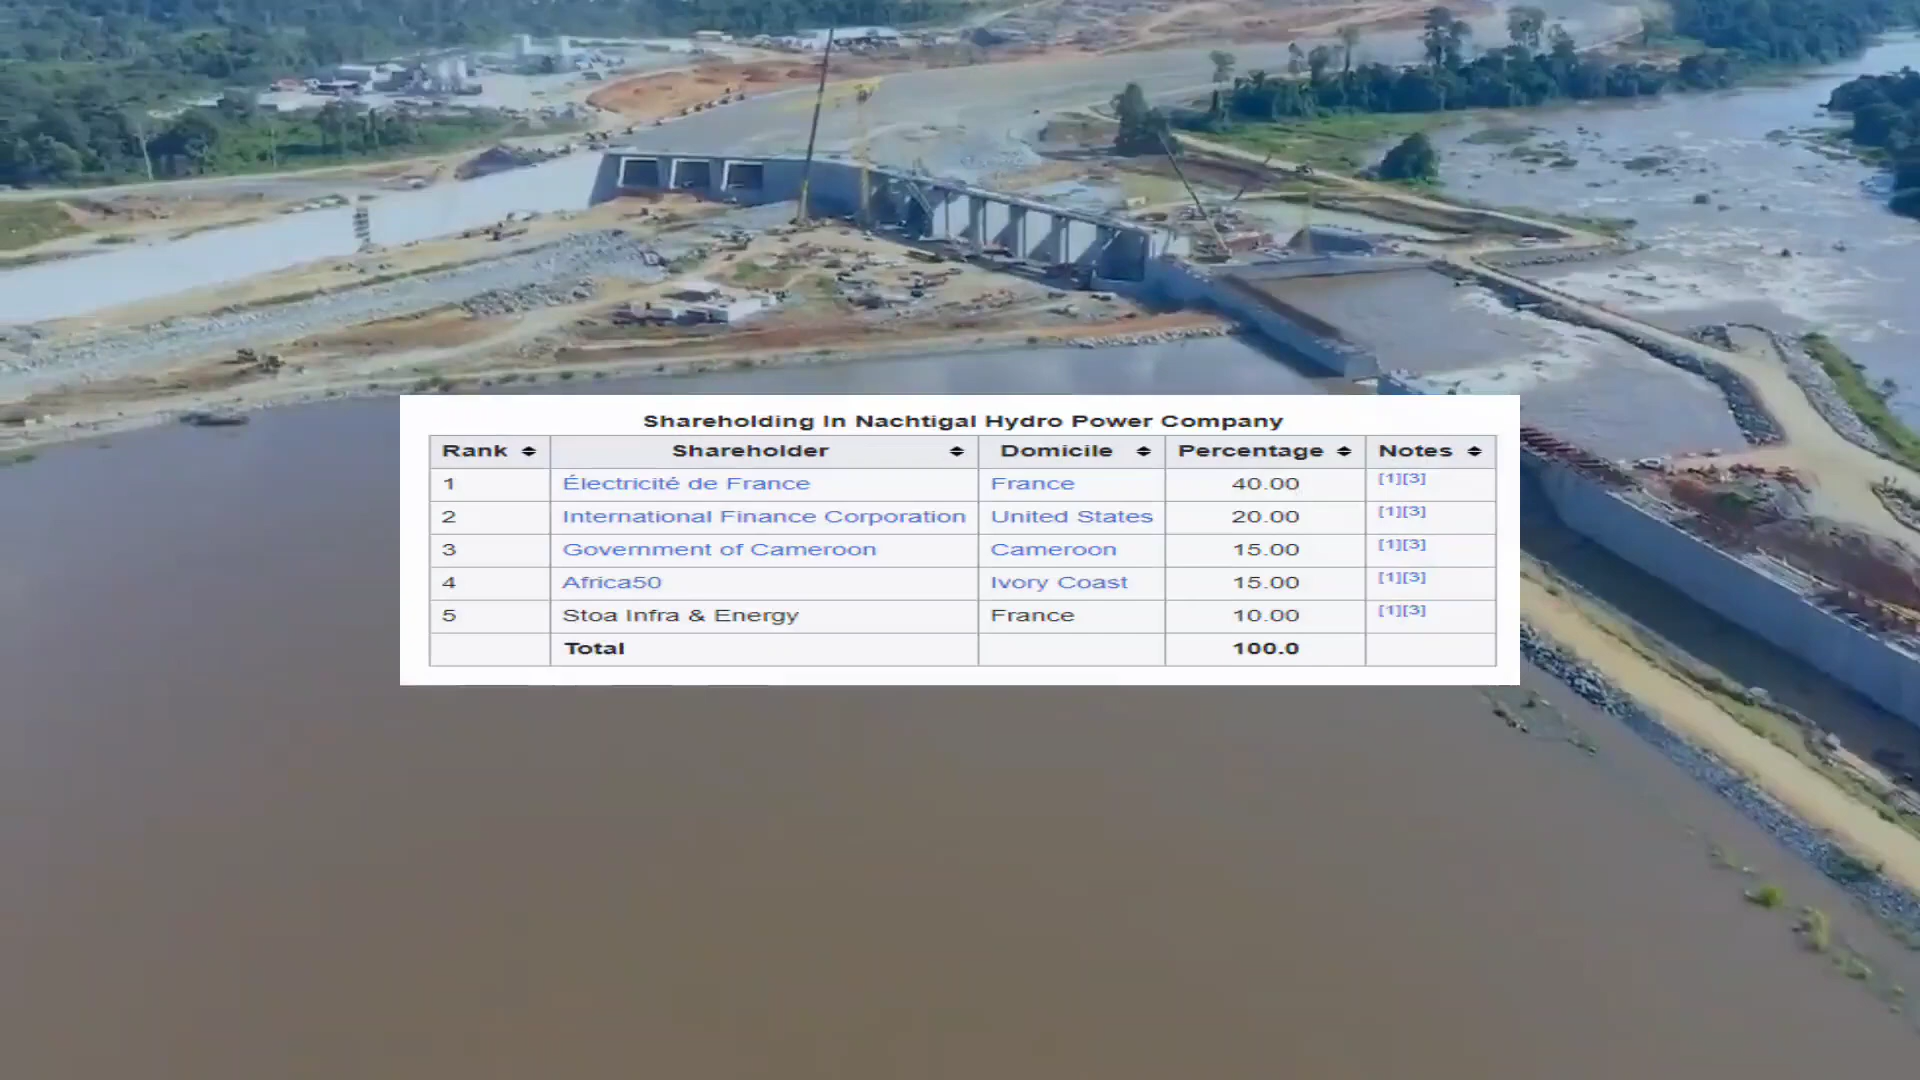 Shareholding In Nachtigal Hydro Power Company
Rank Shareholder Domicile Percentage Notes
1 Électricité de France France 40.00 [1][3]
2 International Finance Corporation United States 20.00 [1][3]
3 Government of Cameroon Cameroon 15.00 [1][3]
4 Africa50 Ivory Coast 15.00 [1][3]
5 Stoa Infra & Energy France 10.00 [1][3]
Total 100.0